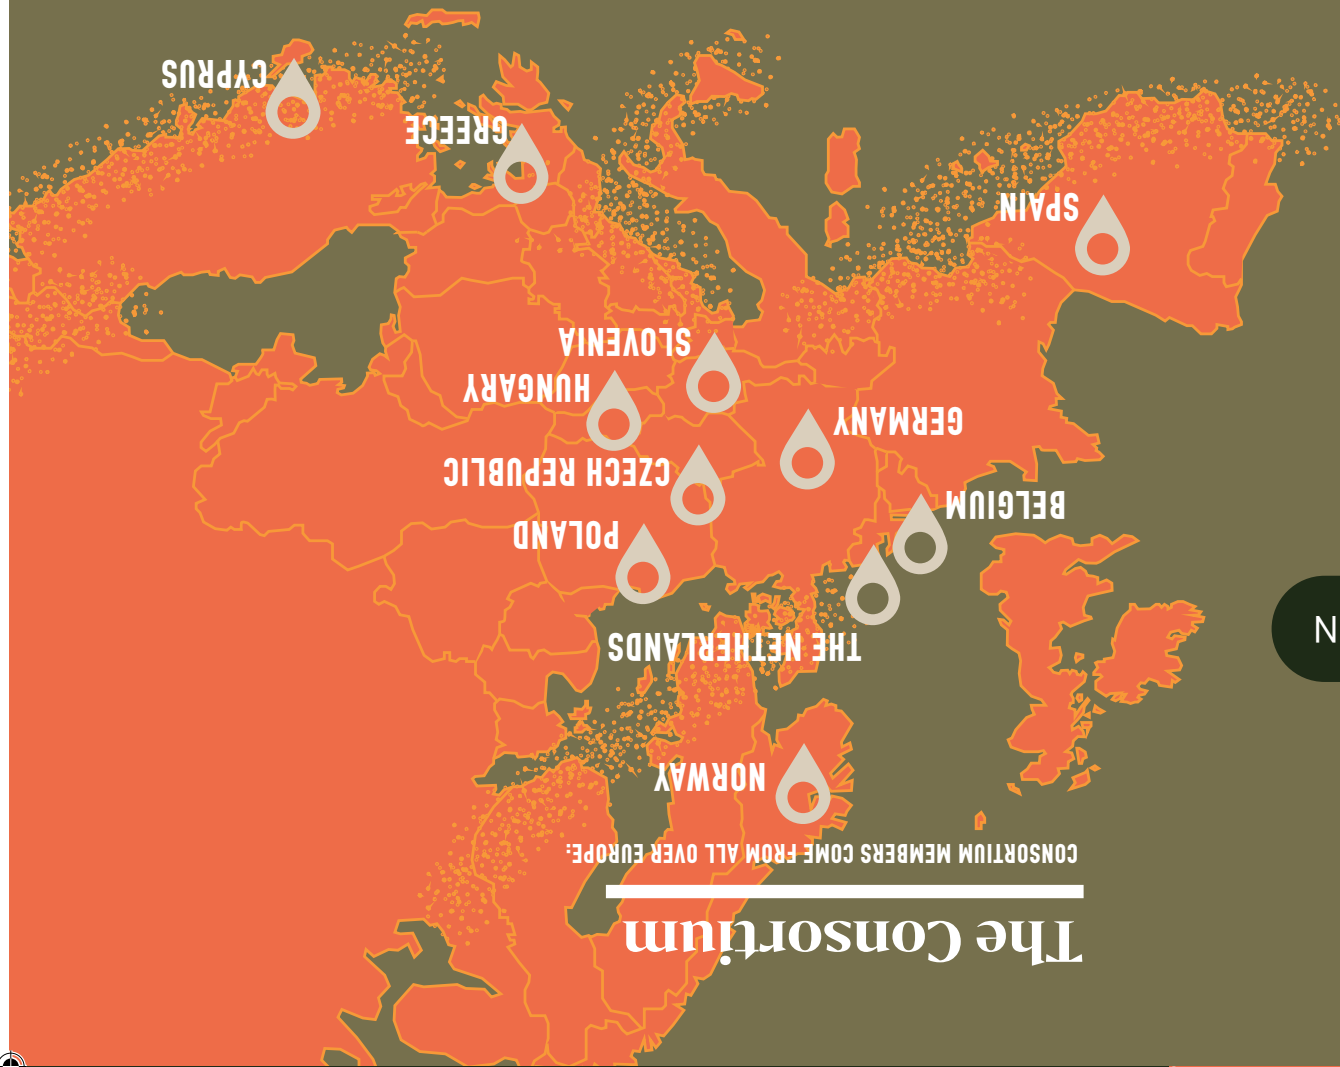 The Consortium
CONSORTIUM MEMBERS COME FROM ALL OVER EUROPE:
NORWAY
THE NETHERLANDS
BELGIUM
POLAND
CZECH REPUBLIC
GERMANY
HUNGARY
SLOVENIA
SPAIN
GREECE
CYPRUS
N